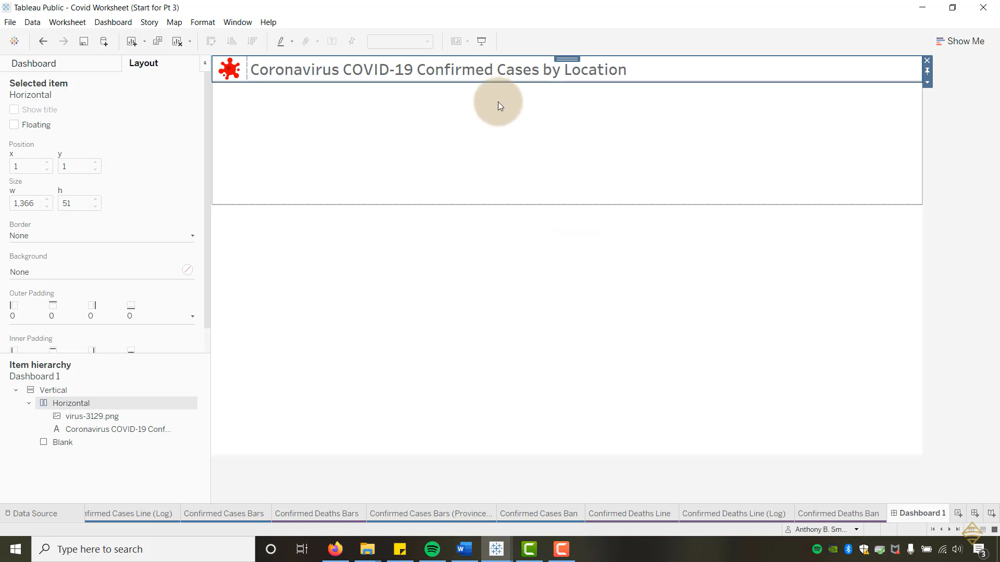 Tableau Public - Covid Worksheet (Start for Pt 3)
File Data Worksheet Dashboard Story Map Format Window Help
Show Me
Dashboard Layout
Coronavirus COVID-19 Confirmed Cases by Location
Selected item
Horizontal
Show title
Floating
Position
x y
1 1
Size
w h
1,366 51
Border
None
Background
None
Outer Padding
0 0 0 0
Inner Padding
Item hierarchy
Dashboard 1
Vertical
Horizontal
virus-3129.png
A Coronavirus COVID-19 Conf...
Blank
Data Source nfirmed Cases Line (Log) Confirmed Cases Bars Confirmed Deaths Bars Confirmed Cases Bars (Province... Confirmed Cases Ban Confirmed Deaths Line Confirmed Deaths Line (Log) Confirmed Deaths Ban Dashboard 1
Anthony B. Sm...
Type here to search
3